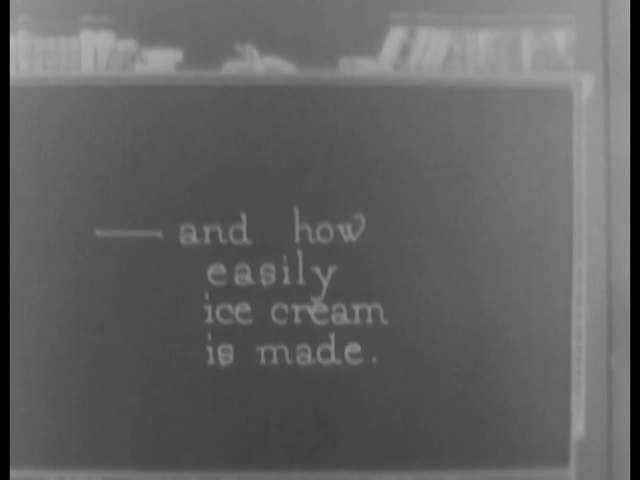 — and how
easily
ice cream
is made.